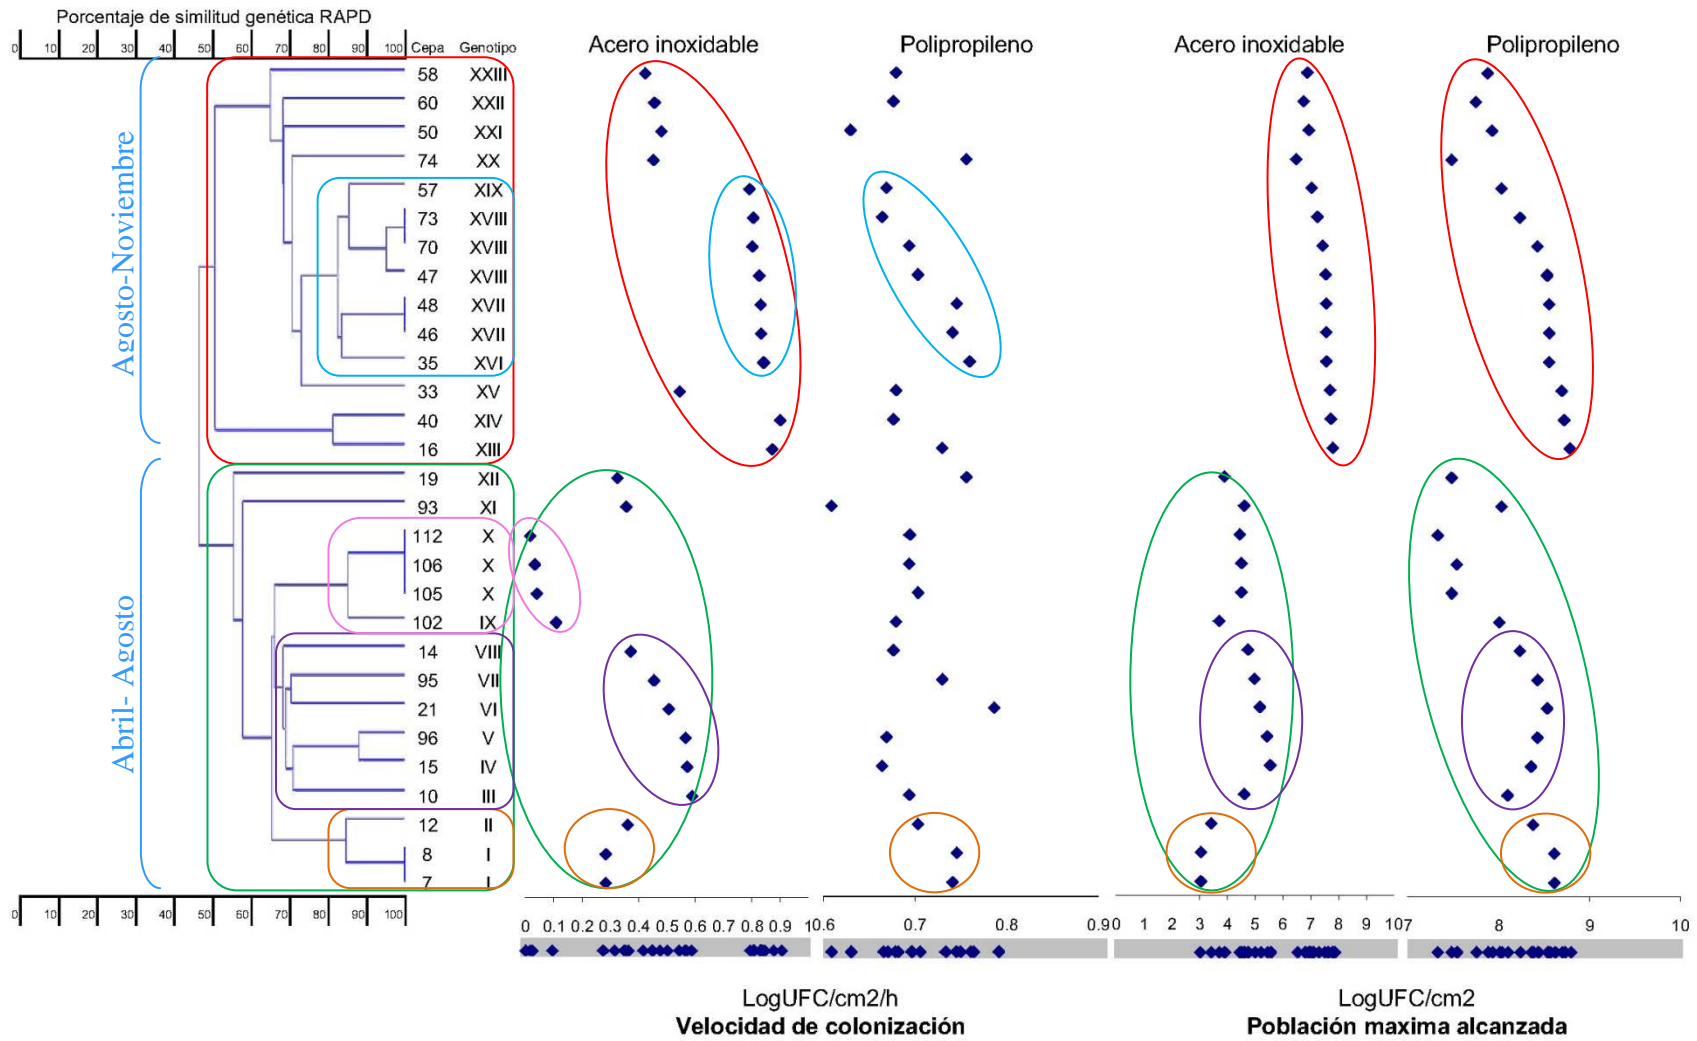 Porcentaje de similitud genética RAPD
0 10 20 30 40 50 60 70 80 90 100 Cepa Genotipo
Acero inoxidable Polipropileno Acero inoxidable Polipropileno
Agosto-Noviembre
58 XXIII
60 XXII
50 XXI
74 XX
57 XIX
73 XVIII
70 XVIII
47 XVIII
48 XVII
46 XVII
35 XVI
33 XV
40 XIV
16 XIII
Abril- Agosto
19 XII
93 XI
112 X
106 X
105 X
102 IX
14 VIII
95 VII
21 VI
96 V
15 IV
10 III
12 II
8 I
7 I
0 10 20 30 40 50 60 70 80 90 100
0 0.1 0.2 0.3 0.4 0.5 0.6 0.7 0.8 0.9 1
0.6 0.7 0.8 0.9
0 1 2 3 4 5 6 7 8 9 10
7 8 9 10
LogUFC/cm2/h LogUFC/cm2
Velocidad de colonización Población maxima alcanzada